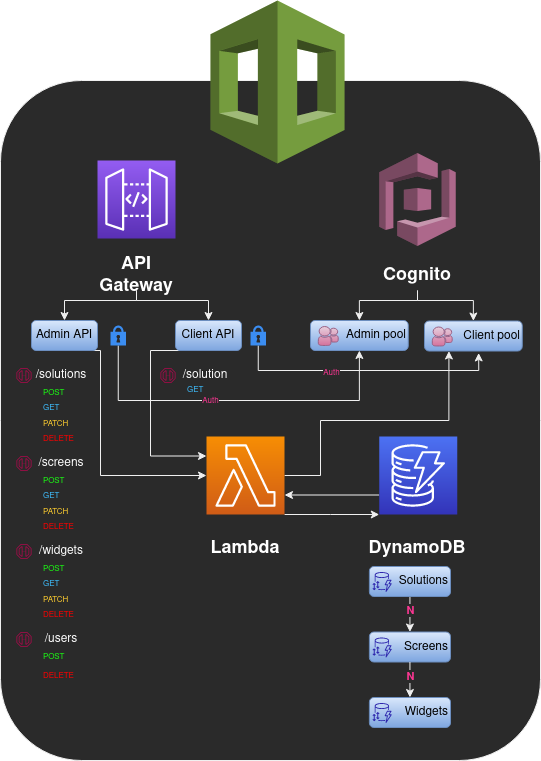 API
Gateway
Cognito
Admin API
Client API
Admin pool
Client pool
/solutions
POST
GET
PATCH
DELETE
/solution
GET
Auth
Auth
/screens
POST
GET
PATCH
DELETE
Lambda
DynamoDB
/widgets
POST
GET
PATCH
DELETE
/users
POST
DELETE
Solutions
N
Screens
N
Widgets